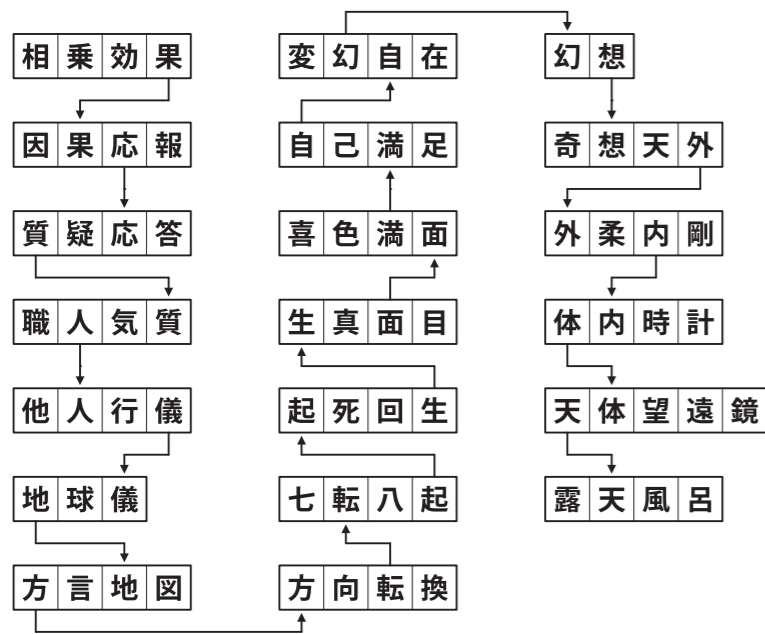 相乗効果
因果応報
質疑応答
職人気質
他人行儀
地球儀
方言地図
方向転換
七転八起
起死回生
生真面目
喜色満面
自己満足
変幻自在
幻想
奇想天外
外柔内剛
体内時計
天体望遠鏡
露天風呂